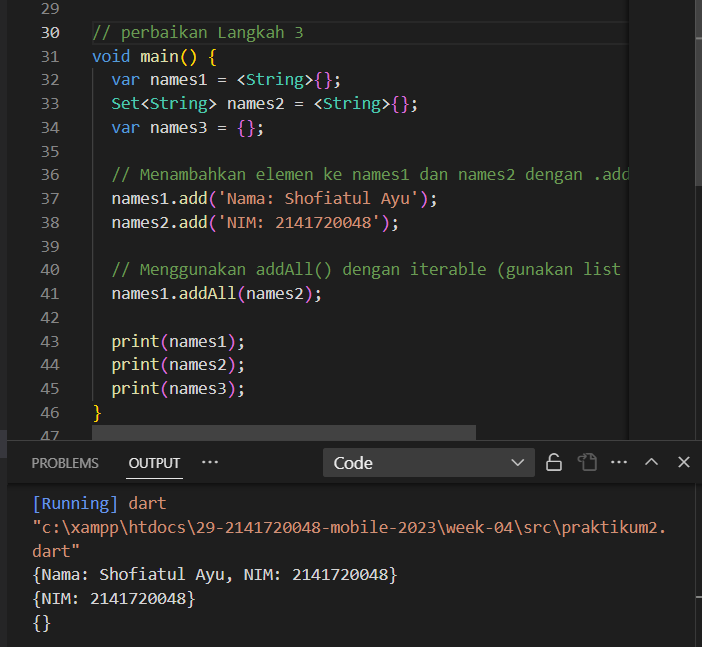 29
30 // perbaikan Langkah 3
31 void main() {
32   var names1 = <String>{};
33   Set<String> names2 = <String>{};
34   var names3 = {};
35
36   // Menambahkan elemen ke names1 dan names2 dengan .add
37   names1.add('Nama: Shofiatul Ayu');
38   names2.add('NIM: 2141720048');
39
40   // Menggunakan addAll() dengan iterable (gunakan list
41   names1.addAll(names2);
42
43   print(names1);
44   print(names2);
45   print(names3);
46 }
47
PROBLEMS OUTPUT ··· Code ···
[Running] dart
"c:\xampp\htdocs\29-2141720048-mobile-2023\week-04\src\praktikum2.
dart"
{Nama: Shofiatul Ayu, NIM: 2141720048}
{NIM: 2141720048}
{}